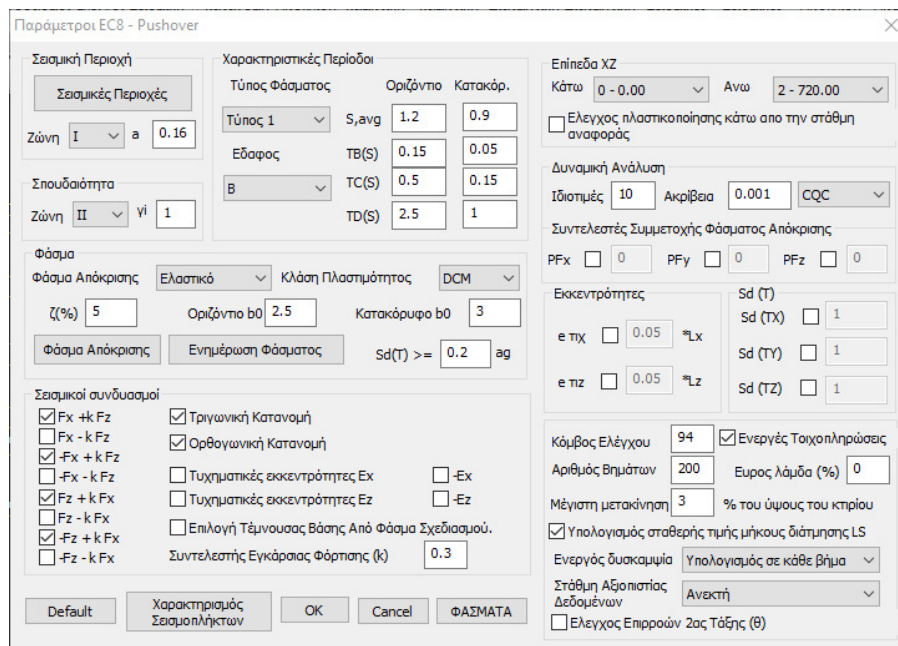 Παράμετροι EC8 - Pushover
Σεισμική Περιοχή
Σεισμικές Περιοχές
Ζώνη I a 0.16
Σπουδαιότητα
Ζώνη II γi 1
Χαρακτηριστικές Περίοδοι
Τύπος Φάσματος Οριζόντιο Κατακόρ.
Τύπος 1 S,avg 1.2 0.9
Εδαφος TB(S) 0.15 0.05
B TC(S) 0.5 0.15
TD(S) 2.5 1
Φάσμα
Φάσμα Απόκρισης Ελαστικό Κλάση Πλαστιμότητος DCM
ζ(%) 5 Οριζόντιο b0 2.5 Κατακόρυφο b0 3
Φάσμα Απόκρισης Ενημέρωση Φάσματος Sd(T) >= 0.2 ag
Σεισμικοί συνδυασμοί
Fx +k Fz
Fx - k Fz
-Fx + k Fz
-Fx - k Fz
Fz + k Fx
Fz - k Fx
-Fz + k Fx
-Fz - k Fx
Τριγωνική Κατανομή
Ορθογωνική Κατανομή
Τυχηματικές εκκεντρότητες Ex -Ex
Τυχηματικές εκκεντρότητες Ez -Ez
Επιλογή Τέμνουσας Βάσης Από Φάσμα Σχεδιασμού.
Συντελεστής Εγκάρσιας Φόρτισης (k) 0.3
Default
Χαρακτηρισμός
Σεισμοπλήκτων
OK Cancel ΦΑΣΜΑΤΑ
Επίπεδα XZ
Κάτω 0 - 0.00 Ανω 2 - 720.00
Ελεγχος πλαστικοποίησης κάτω απο την στάθμη
αναφοράς
Δυναμική Ανάλυση
Ιδιοτιμές 10 Ακρίβεια 0.001 CQC
Συντελεστές Συμμετοχής Φάσματος Απόκρισης
PFx 0 PFy 0 PFz 0
Εκκεντρότητες
e τιχ 0.05 *Lx
e τιz 0.05 *Lz
Sd (T)
Sd (TX) 1
Sd (TY) 1
Sd (TZ) 1
Κόμβος Ελέγχου 94 Ενεργές Τοιχοπληρώσεις
Αριθμός Βημάτων 200 Ευρος λάμδα (%) 0
Μέγιστη μετακίνηση 3 % του ύψους του κτιρίου
Υπολογισμός σταθερής τιμής μήκους διάτμησης LS
Ενεργός δυσκαμψία Υπολογισμός σε κάθε βήμα
Στάθμη Αξιοπιστίας
Δεδομένων
Ανεκτή
Ελεγχος Επιρροών 2ας Τάξης (θ)